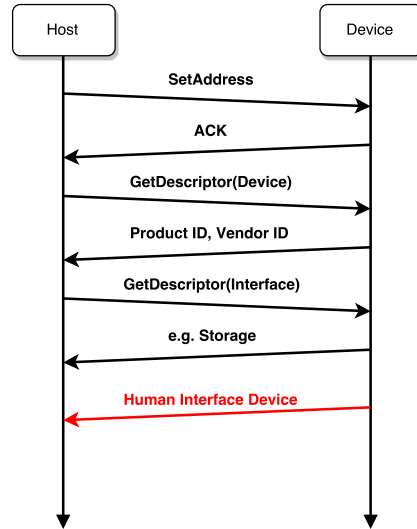 Host
Device
SetAddress
ACK
GetDescriptor(Device)
Product ID, Vendor ID
GetDescriptor(Interface)
e.g. Storage
Human Interface Device